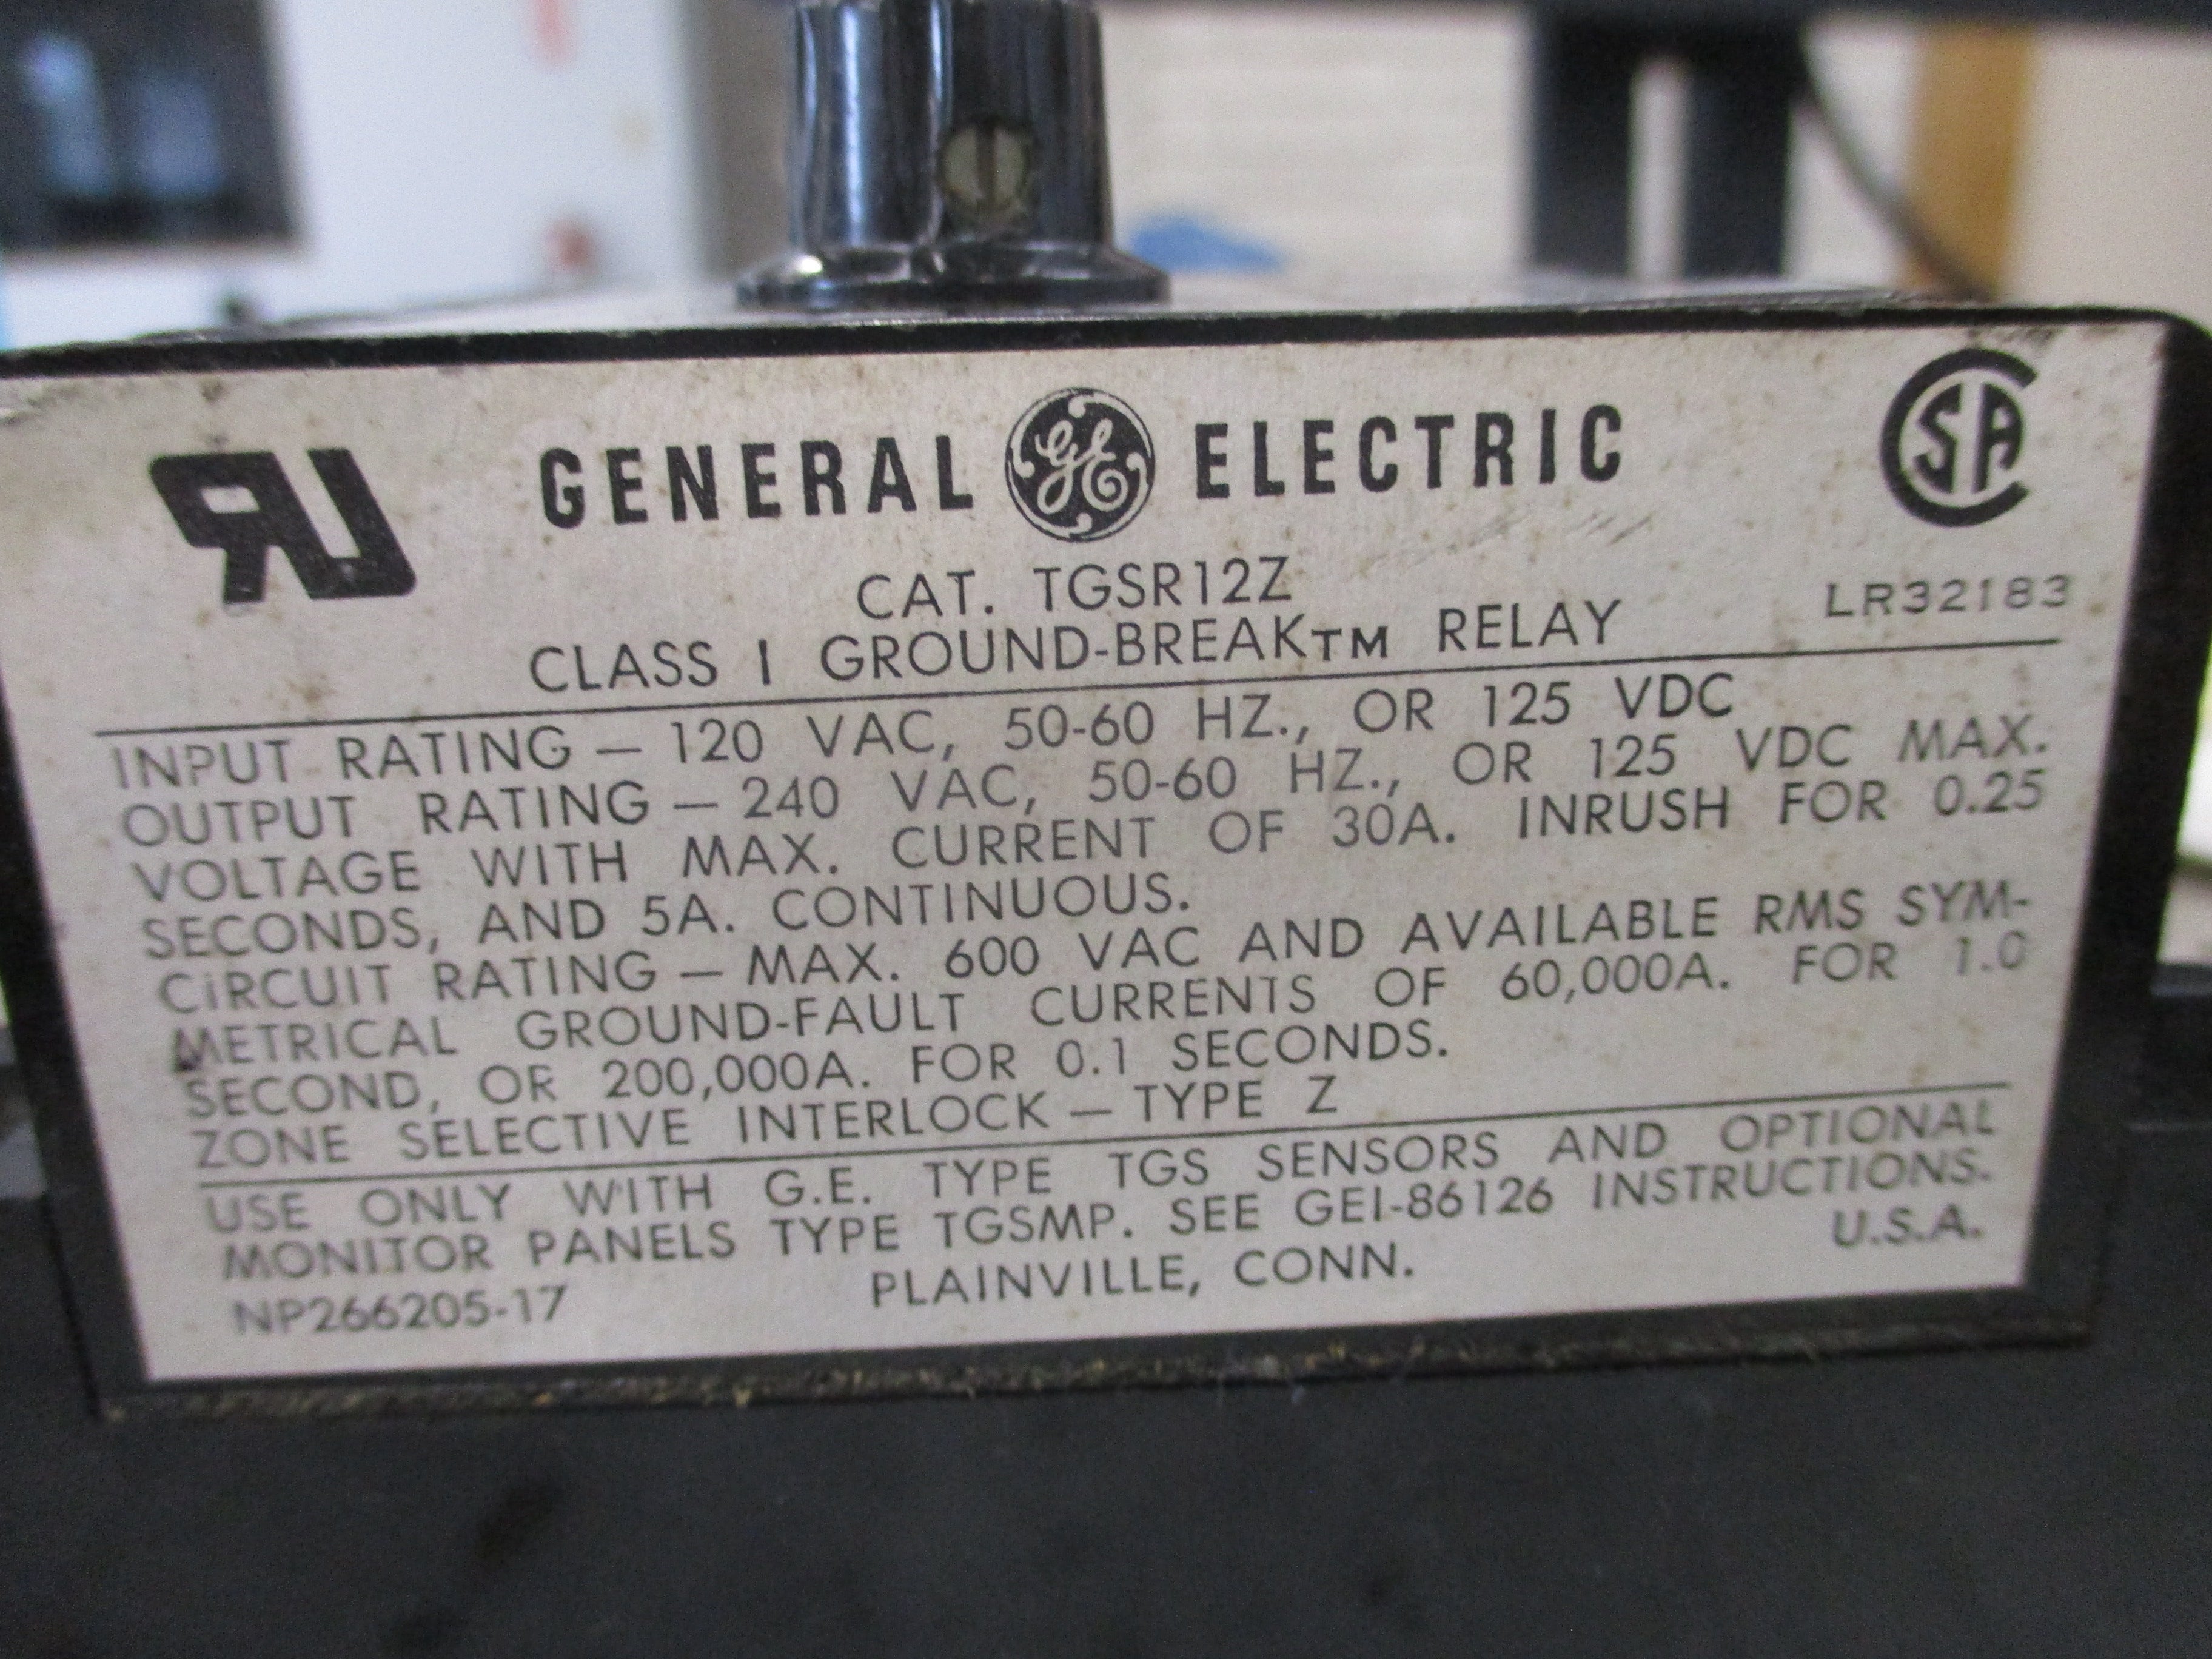 RU GENERAL GE ELECTRIC CSA
CAT. TGSR12Z
LR32183
CLASS I GROUND-BREAK™ RELAY
INPUT RATING — 120 VAC, 50-60 HZ., OR 125 VDC
OUTPUT RATING — 240 VAC, 50-60 HZ., OR 125 VDC MAX.
VOLTAGE WITH MAX. CURRENT OF 30A. INRUSH FOR 0.25
SECONDS, AND 5A. CONTINUOUS.
CIRCUIT RATING — MAX. 600 VAC AND AVAILABLE RMS SYM-
METRICAL GROUND-FAULT CURRENTS OF 60,000A. FOR 1.0
SECOND, OR 200,000A. FOR 0.1 SECONDS.
ZONE SELECTIVE INTERLOCK — TYPE Z
USE ONLY WITH G.E. TYPE TGS SENSORS AND OPTIONAL
MONITOR PANELS TYPE TGSMP. SEE GEI-86126 INSTRUCTIONS.
NP266205-17 PLAINVILLE, CONN. U.S.A.